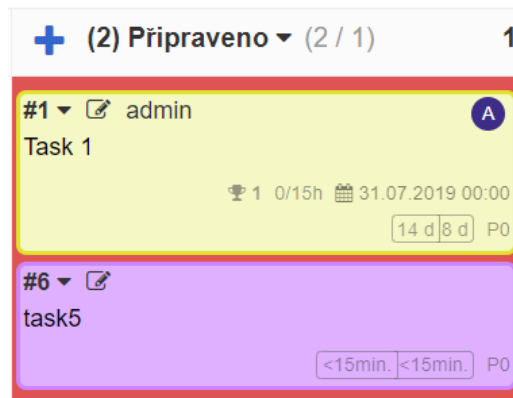 (2) Připraveno (2 / 1) 1
#1 admin A
Task 1
1 0/15h 31.07.2019 00:00
14 d 8 d P0
#6
task5
<15min. <15min. P0